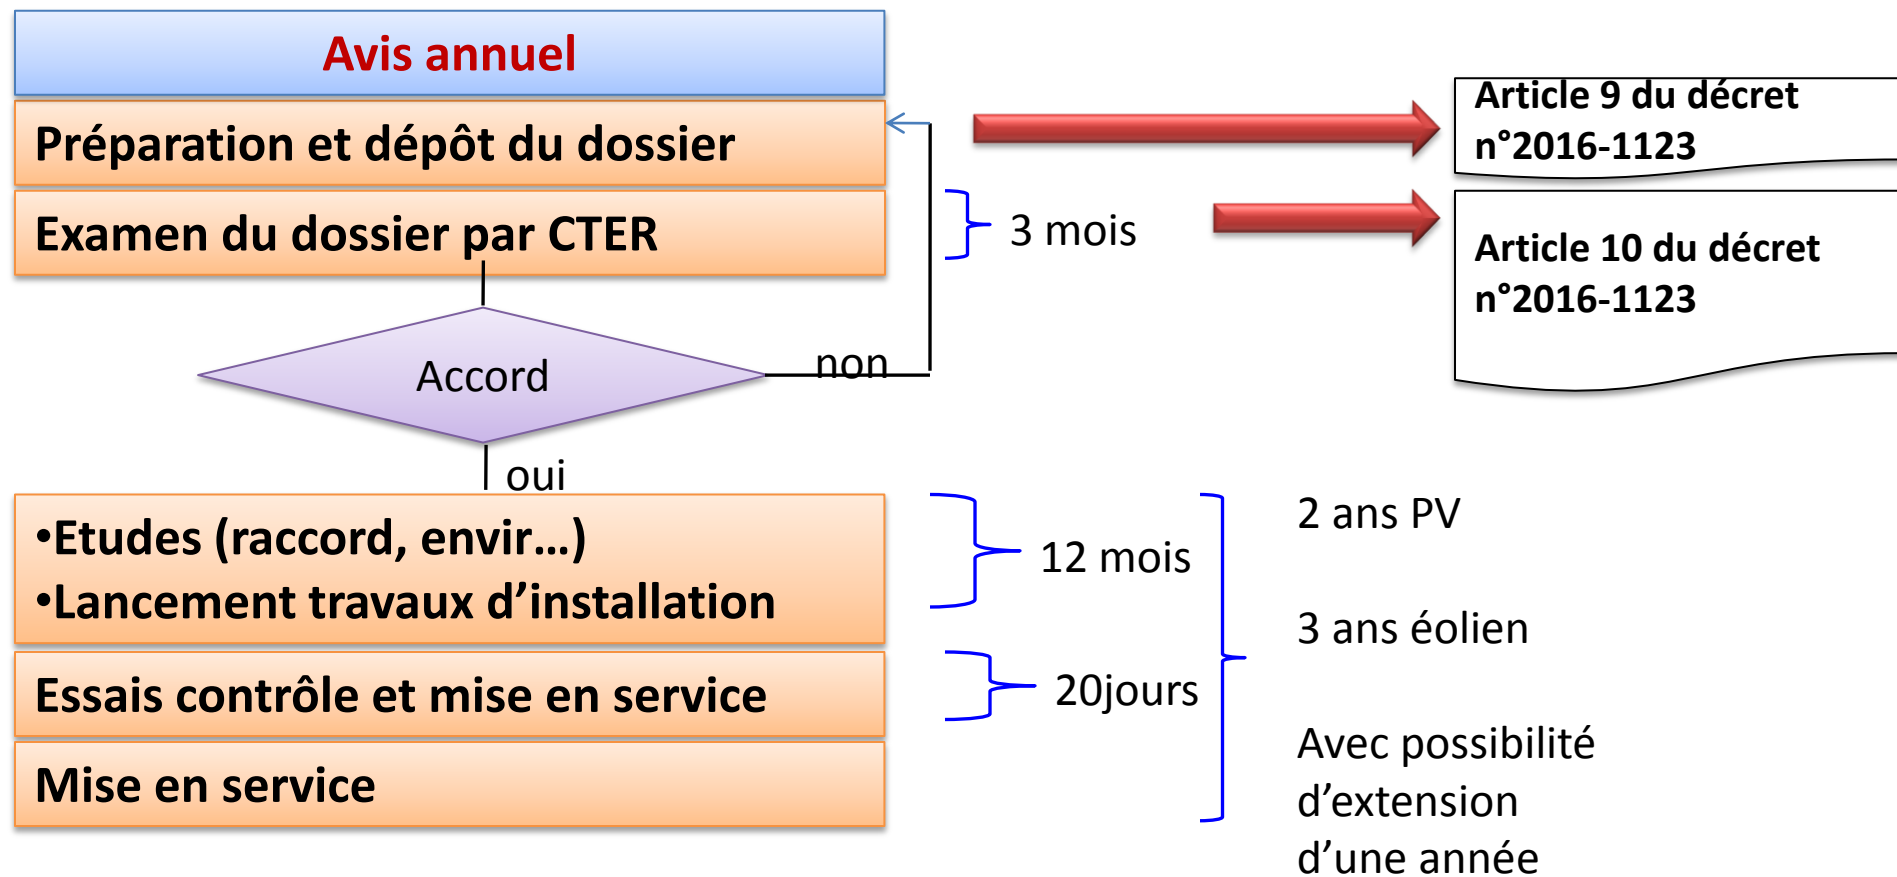 Avis annuel
Préparation et dépôt du dossier
Article 9 du décret
n°2016-1123
Examen du dossier par CTER
3 mois
Article 10 du décret
n°2016-1123
Accord
non
oui
•Etudes (raccord, envir…)
•Lancement travaux d’installation
12 mois
2 ans PV
3 ans éolien
Essais contrôle et mise en service
20jours
Mise en service
Avec possibilité
d’extension
d’une année